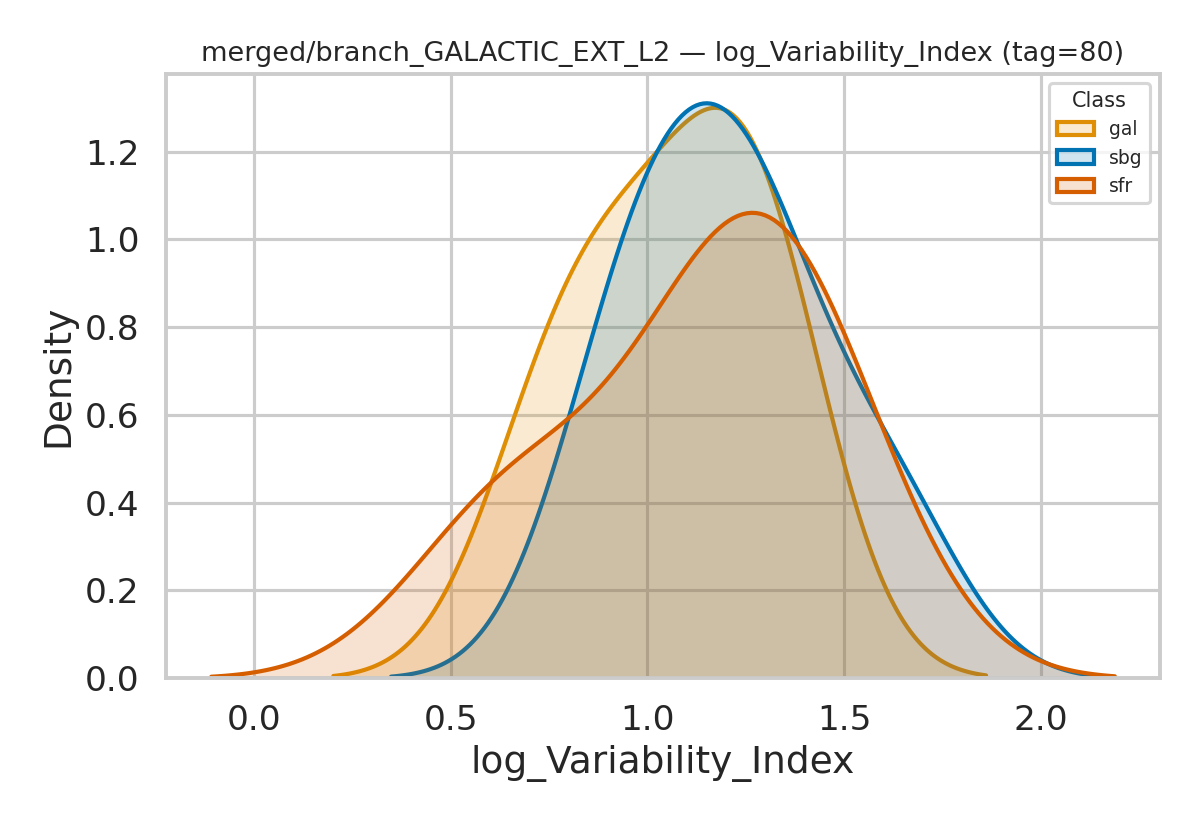 merged/branch_GALACTIC_EXT_L2 — log_Variability_Index (tag=80)
Class
gal
sbg
sfr
Density
1.2
1.0
0.8
0.6
0.4
0.2
0.0
0.0 0.5 1.0 1.5 2.0
log_Variability_Index